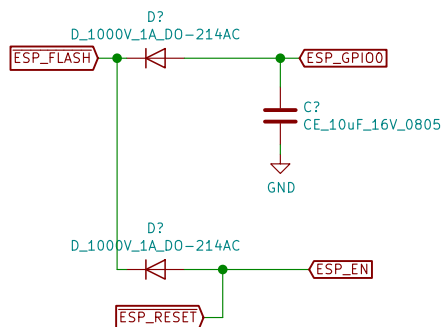 D?
D_1000V_1A_DO-214AC
ESP_FLASH
ESP_GPIO0
C?
CE_10uF_16V_0805
GND
D?
D_1000V_1A_DO-214AC
ESP_EN
ESP_RESET